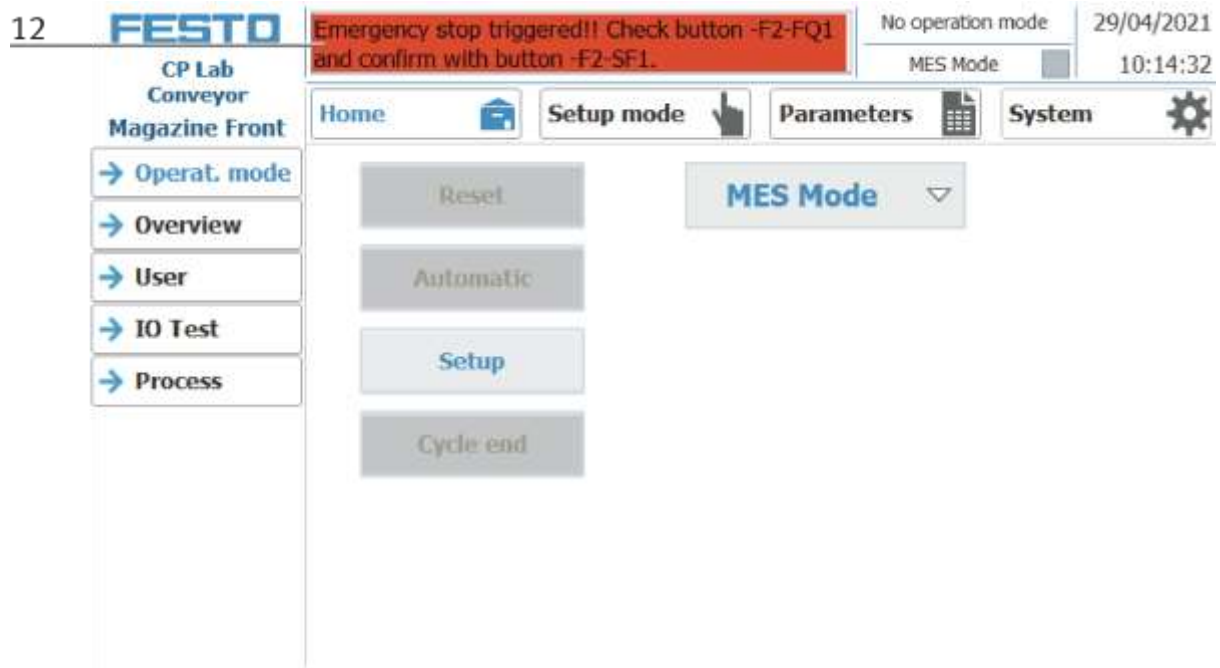 12
FESTO
CP Lab
Conveyor
Magazine Front
Emergency stop triggered!! Check button -F2-FQ1
and confirm with button -F2-SF1.
No operation mode
MES Mode
29/04/2021
10:14:32
Home
Setup mode
Parameters
System
Operat. mode
Overview
User
IO Test
Process
Reset
Automatic
Setup
Cycle end
MES Mode